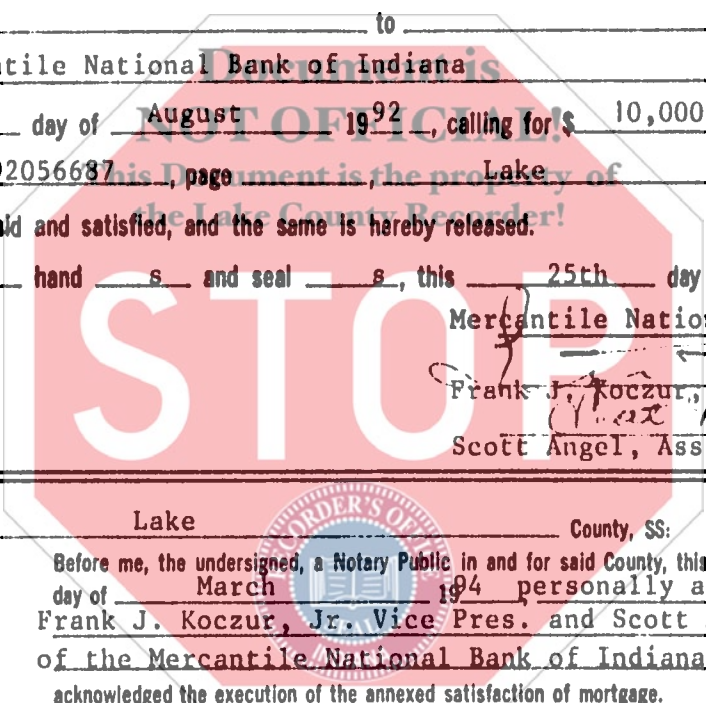 to
tile National Bank of Indiana
day of August 1992, calling for $ 10,000
2056687, page , Lake
id and satisfied, and the same is hereby released.
hand s and seal s, this 25th day
Mercantile Natio
Frank J. Koczur,
Scott Angel, Ass
Document is
NOT OFFICIAL!
This Document is the property of
the Lake County Recorder!
STOP
Lake County, SS:
Before me, the undersigned, a Notary Public in and for said County, this
day of March 1994 personally a
Frank J. Koczur, Jr. Vice Pres. and Scott
of the Mercantile National Bank of Indiana
acknowledged the execution of the annexed satisfaction of mortgage.
RECORDER'S OF